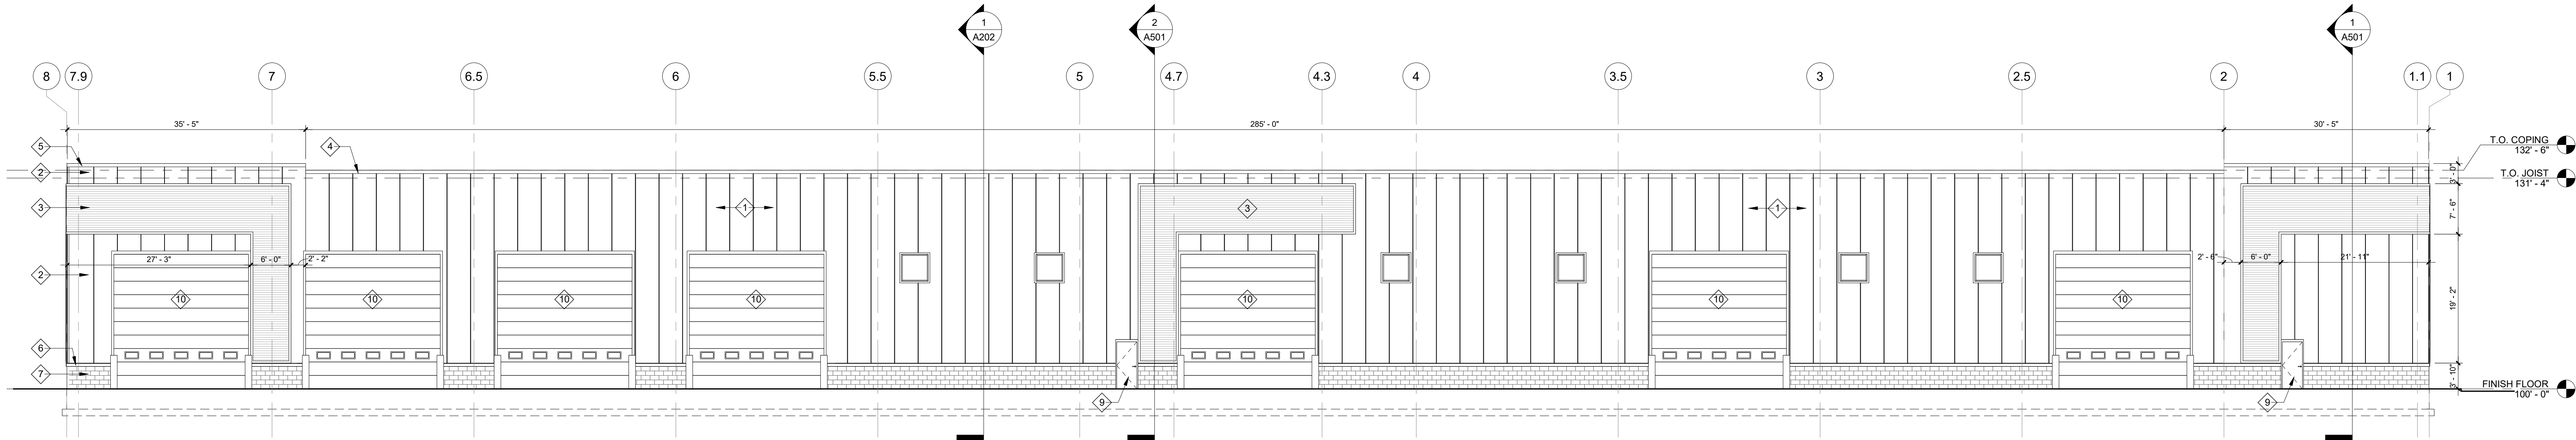 1
A202
2
A501
1
A501
8
7.9
7
6.5
6
5.5
5
4.7
4.3
4
3.5
3
2.5
2
1.1
1
35' - 5"
285' - 0"
30' - 5"
5
4
T.O. COPING
132' - 6"
2
3' - 0"
T.O. JOIST
131' - 4"
3
1
3
1
7' - 6"
27' - 3"
6' - 0"
2' - 2"
2' - 6"
6' - 0"
21' - 11"
2
10
10
10
10
10
10
10
19' - 2"
6
7
3' - 10"
FINISH FLOOR
100' - 0"
9
9